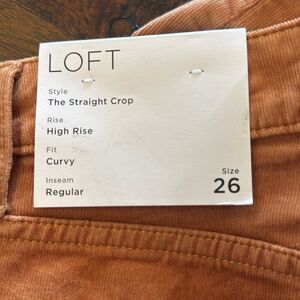 LOFT
Style
The Straight Crop
Rise
High Rise
Fit
Curvy
Inseam
Regular
Size
26